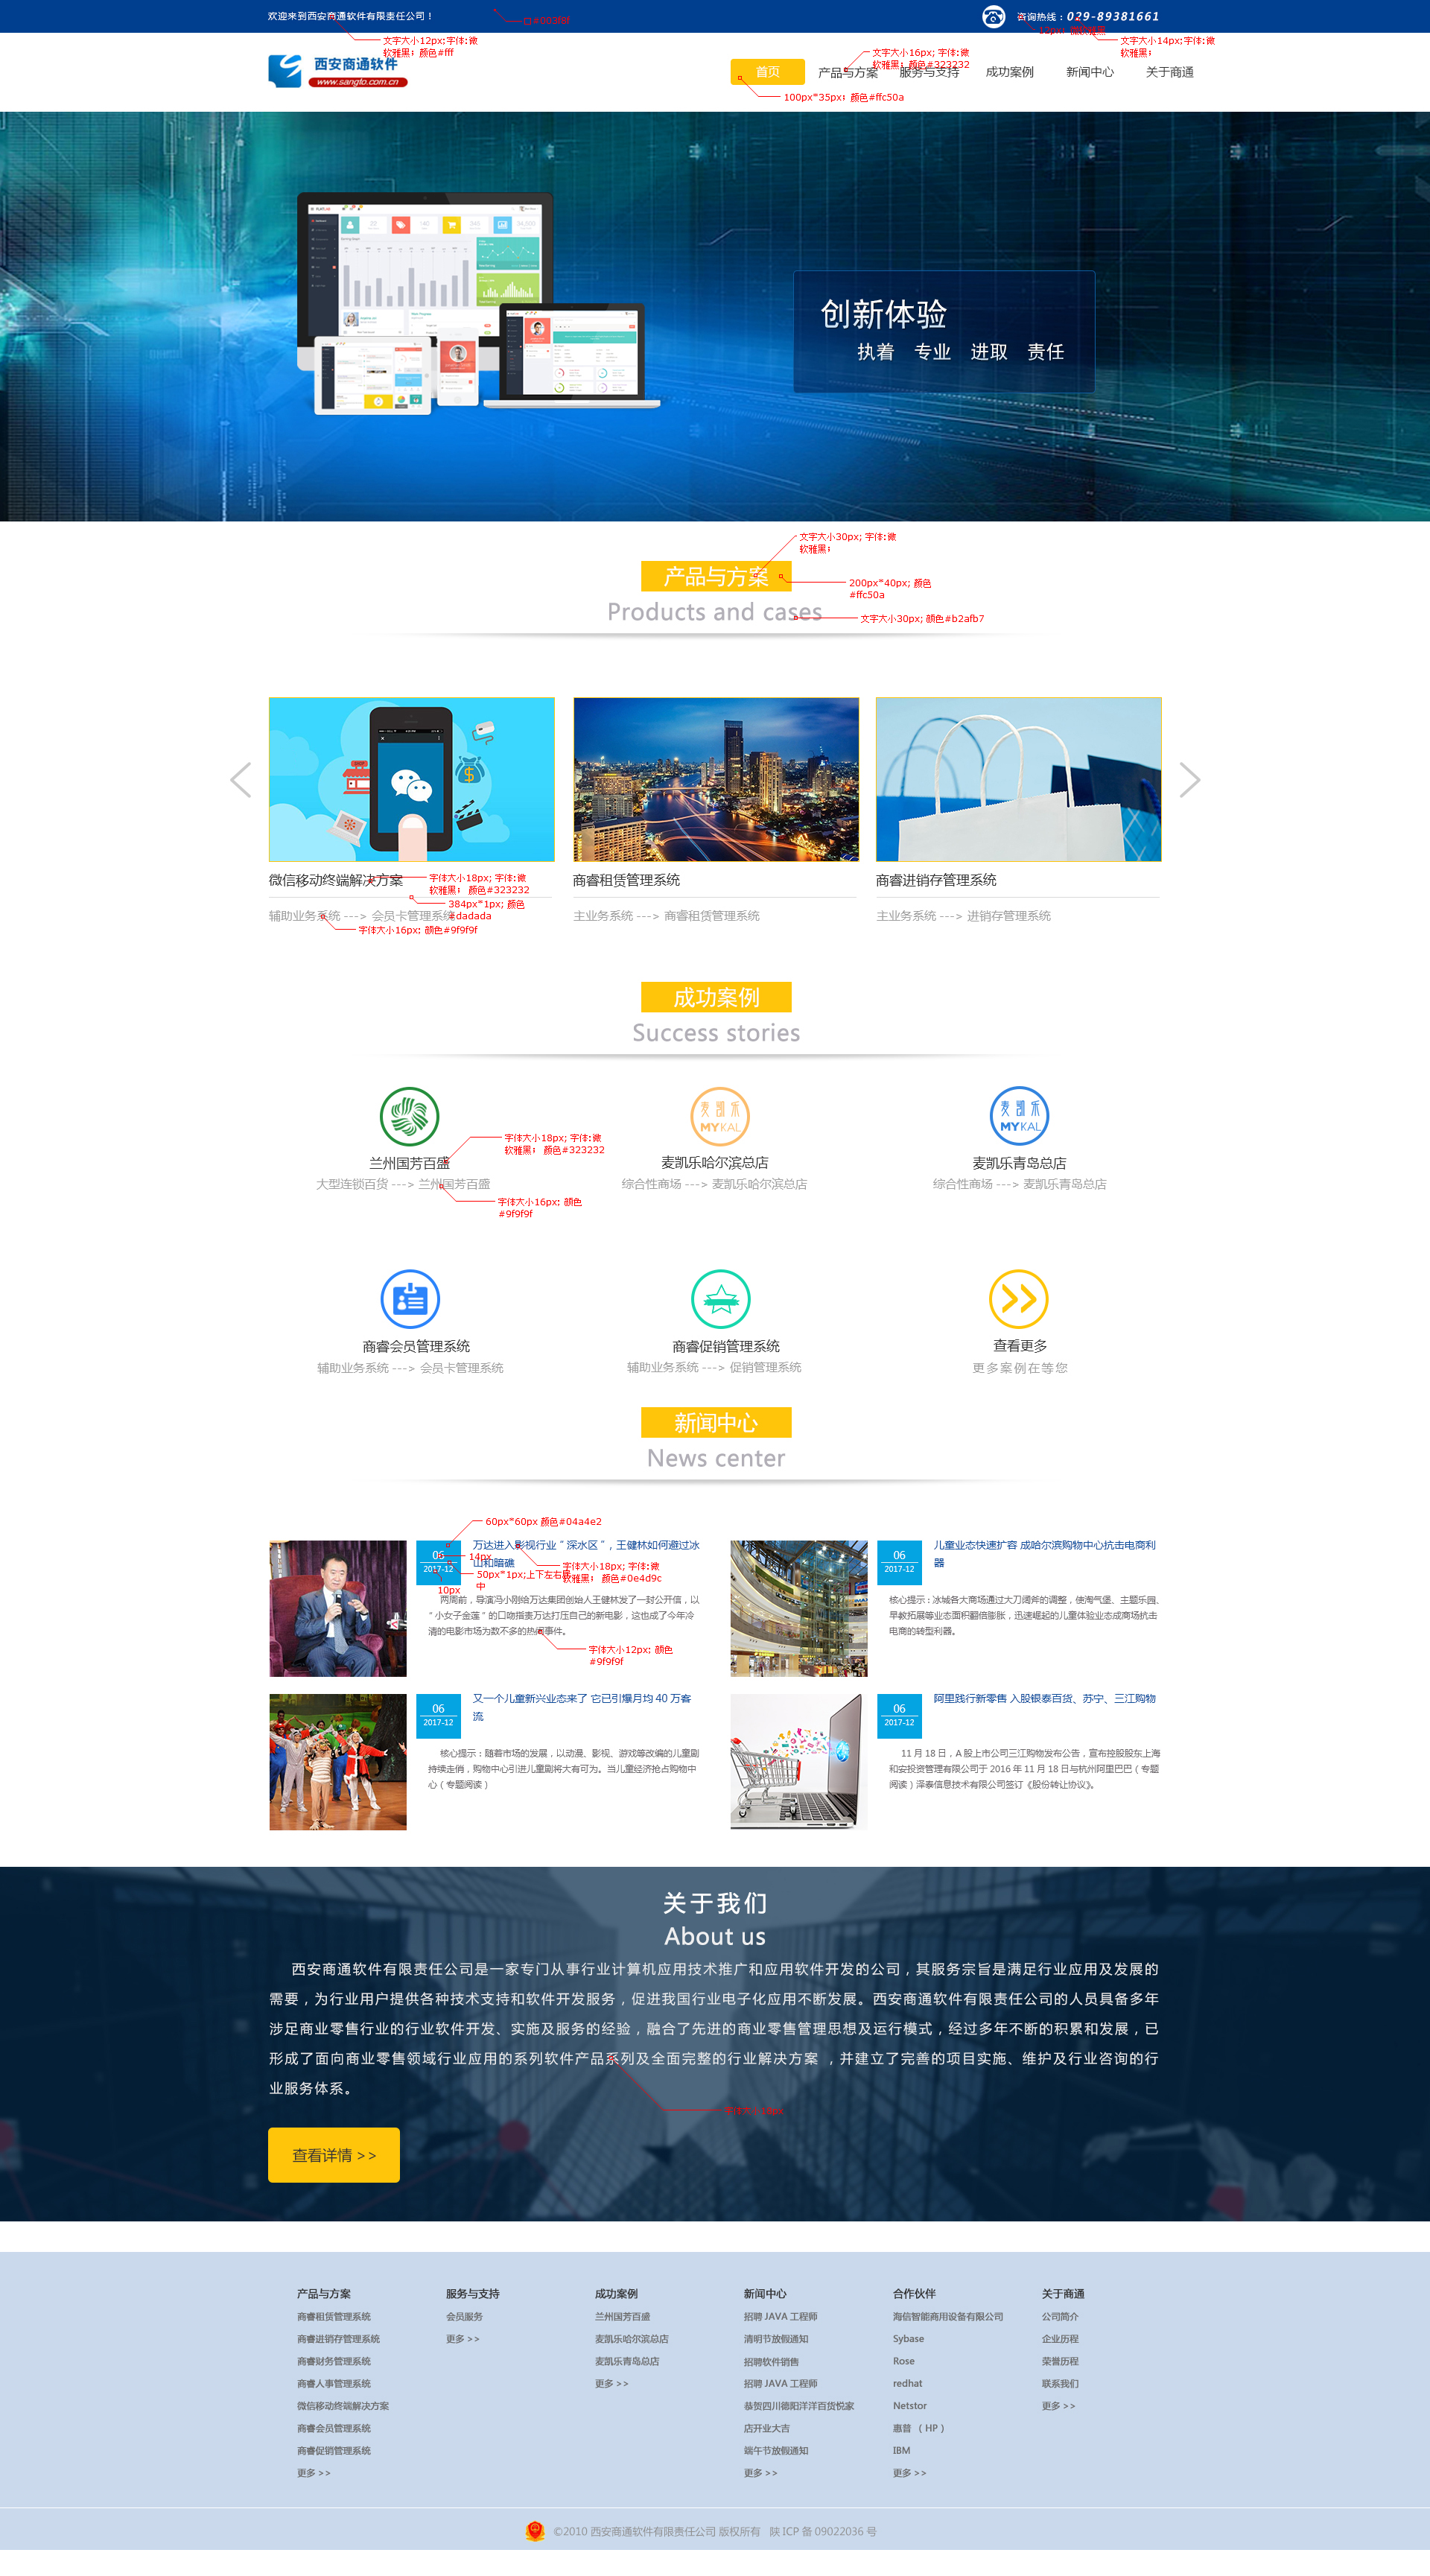 欢迎来到西安商通软件有限责任公司！
#003f9f
咨询热线：029-89381661
文字大小12px;字体:微
软雅黑；颜色#fff
文字大小14px;字体:微
软雅黑；
西安商通软件
www.sangto.com.cn
首页
产品与方案
服务与支持
成功案例
新闻中心
关于商通
文字大小16px; 字体:微
软雅黑；颜色#323232
100px*35px；颜色#ffc50a
创新体验
执着 专业 进取 责任
文字大小30px; 字体:微
软雅黑；
产品与方案
200px*40px; 颜色
#ffc50a
Products and cases
文字大小30px; 颜色#b2afb7
微信移动终端解决方案
字体大小18px; 字体:微
软雅黑； 颜色#323232
384px*1px; 颜色
#dadada
辅助业务系统 ---> 会员卡管理系统
字体大小16px; 颜色#9f9f9f
商睿租赁管理系统
主业务系统 ---> 商睿租赁管理系统
商睿进销存管理系统
主业务系统 ---> 进销存管理系统
成功案例
Success stories
麦凯乐
MYKAL
麦凯乐
MYKAL
兰州国芳百盛
字体大小18px; 字体:微
软雅黑； 颜色#323232
大型连锁百货 ---> 兰州国芳百盛
字体大小16px; 颜色
#9f9f9f
麦凯乐哈尔滨总店
综合性商场 ---> 麦凯乐哈尔滨总店
麦凯乐青岛总店
综合性商场 ---> 麦凯乐青岛总店
商睿会员管理系统
辅助业务系统 ---> 会员卡管理系统
商睿促销管理系统
辅助业务系统 ---> 促销管理系统
查看更多
更多案例在等您
新闻中心
News center
60px*60px 颜色#04a4e2
06
2017-12
14px
10px
50px*1px;上下左右居
中
万达进入影视行业“深水区”，王健林如何避过冰
山和暗礁
字体大小18px; 字体:微
软雅黑； 颜色#0e4d9c
两周前，导演冯小刚给万达集团创始人王健林发了一封公开信，以
“小女子金莲”的口吻指责万达打压自己的新电影，这也成了今年冷
清的电影市场为数不多的热闹事件。
字体大小12px; 颜色
#9f9f9f
06
2017-12
儿童业态快速扩容 成哈尔滨购物中心抗击电商利
器
核心提示：冰城各大商场通过大刀阔斧的调整，使淘气堡、主题乐园、
早教拓展等业态面积翻倍膨胀，迅速崛起的儿童体验业态成商场抗击
电商的转型利器。
06
2017-12
又一个儿童新兴业态来了 它已引爆月均 40 万客
流
核心提示：随着市场的发展，以动漫、影视、游戏等改编的儿童剧
持续走俏，购物中心引进儿童剧将大有可为。当儿童经济抢占购物中
心（专题阅读）
06
2017-12
阿里践行新零售 入股银泰百货、苏宁、三江购物
11 月 18 日，A 股上市公司三江购物发布公告，宣布控股股东上海
和安投资管理有限公司于 2016 年 11 月 18 日与杭州阿里巴巴（专题
阅读）泽泰信息技术有限公司签订《股份转让协议》。
关于我们
About us
西安商通软件有限责任公司是一家专门从事行业计算机应用技术推广和应用软件开发的公司，其服务宗旨是满足行业应用及发展的
需要，为行业用户提供各种技术支持和软件开发服务，促进我国行业电子化应用不断发展。西安商通软件有限责任公司的人员具备多年
涉足商业零售行业的行业软件开发、实施及服务的经验，融合了先进的商业零售管理思想及运行模式，经过多年不断的积累和发展，已
形成了面向商业零售领域行业应用的系列软件产品系列及全面完整的行业解决方案 ，并建立了完善的项目实施、维护及行业咨询的行
业服务体系。
查看详情 >>
产品与方案
商睿租赁管理系统
商睿进销存管理系统
商睿财务管理系统
商睿人事管理系统
微信移动终端解决方案
商睿会员管理系统
商睿促销管理系统
更多 >>
服务与支持
会员服务
更多 >>
成功案例
兰州国芳百盛
麦凯乐哈尔滨总店
麦凯乐青岛总店
更多 >>
新闻中心
招聘 JAVA 工程师
清明节放假通知
招聘软件销售
招聘 JAVA 工程师
恭贺四川德阳洋洋百货悦家
店开业大吉
端午节放假通知
更多 >>
合作伙伴
海信智能商用设备有限公司
Sybase
Rose
redhat
Netstor
惠普 （ HP ）
IBM
更多 >>
关于商通
公司简介
企业历程
荣誉历程
联系我们
更多 >>
©2010 西安商通软件有限责任公司 版权所有 陕 ICP 备 09022036 号